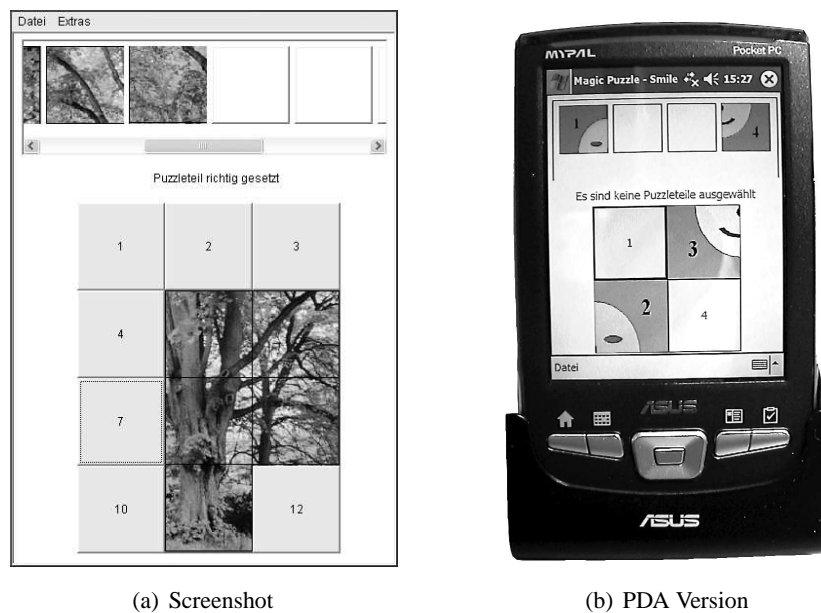 Datei Extras
Puzzleteil richtig gesetzt
1 2 3
4
7
10 12
(a) Screenshot
MYPAL Pocket PC
Magic Puzzle - Smile 15:27
1 4
Es sind keine Puzzleteile ausgewählt
1 3
2 4
Datei
ASUS
ASUS
(b) PDA Version